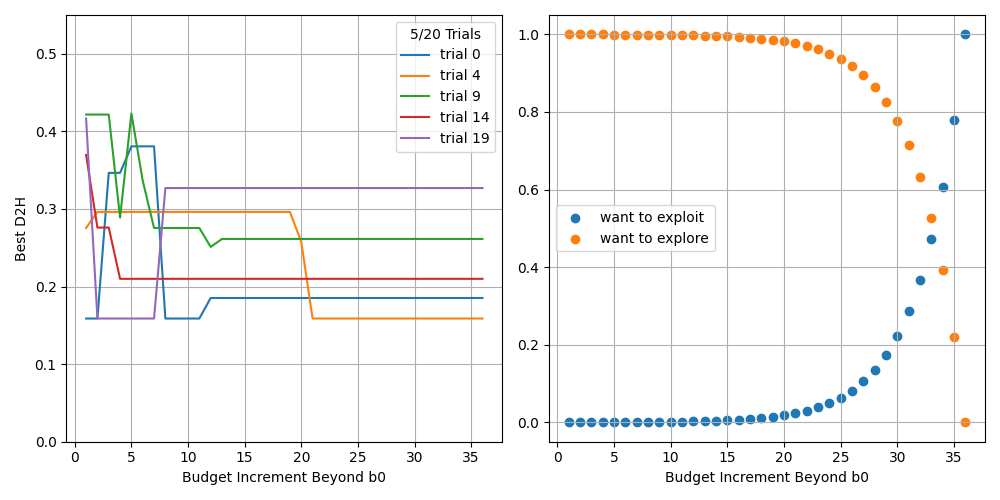 5/20 Trials
trial 0
trial 4
trial 9
trial 14
trial 19
0.5
0.4
0.3
0.2
0.1
0.0
Best D2H
0 5 10 15 20 25 30 35
Budget Increment Beyond b0
1.0
0.8
0.6
0.4
0.2
0.0
want to exploit
want to explore
0 5 10 15 20 25 30 35
Budget Increment Beyond b0